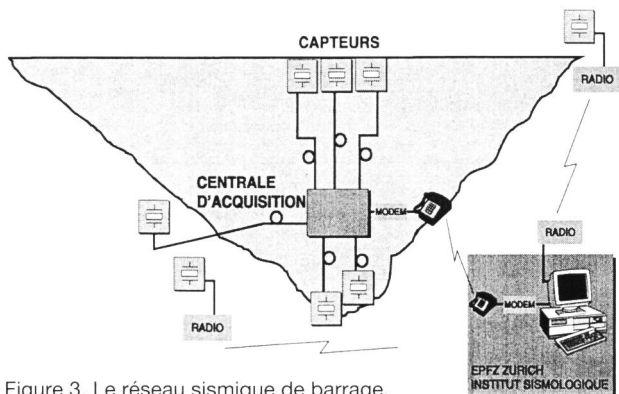 CAPTEURS
RADIO
CENTRALE
D'ACQUISITION
MODEM
RADIO
RADIO
MODEM
EPFZ ZURICH
INSTITUT SISMOLOGIQUE
Figure 3. Le réseau sismique de barrage.